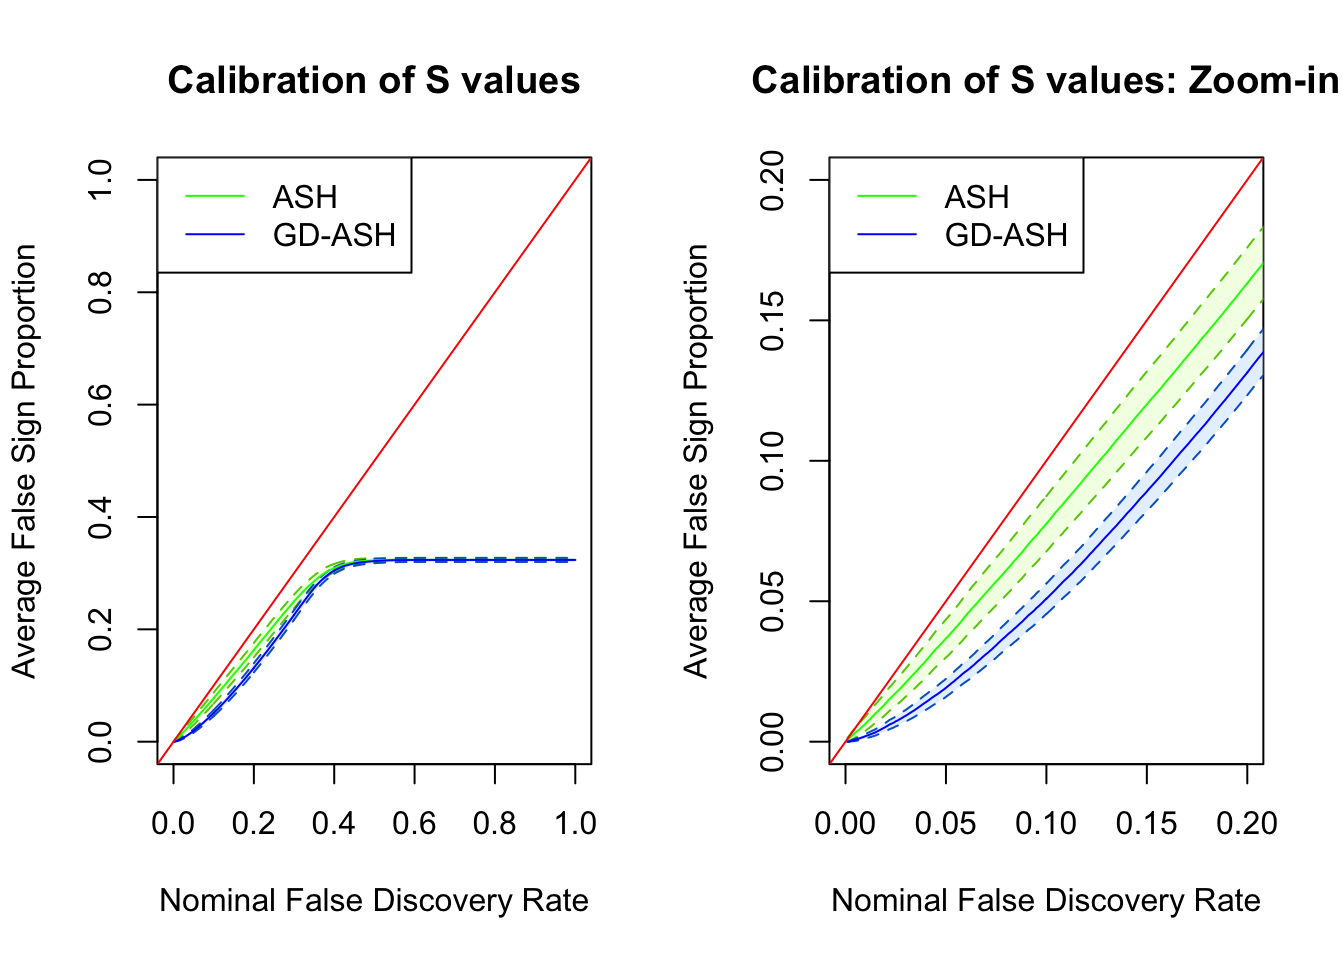 Calibration of S values
ASH
GD-ASH
Average False Sign Proportion
1.0
0.8
0.6
0.4
0.2
0.0
0.0 0.2 0.4 0.6 0.8 1.0
Nominal False Discovery Rate
Calibration of S values: Zoom-in
ASH
GD-ASH
Average False Sign Proportion
0.20
0.15
0.10
0.05
0.00
0.00 0.05 0.10 0.15 0.20
Nominal False Discovery Rate